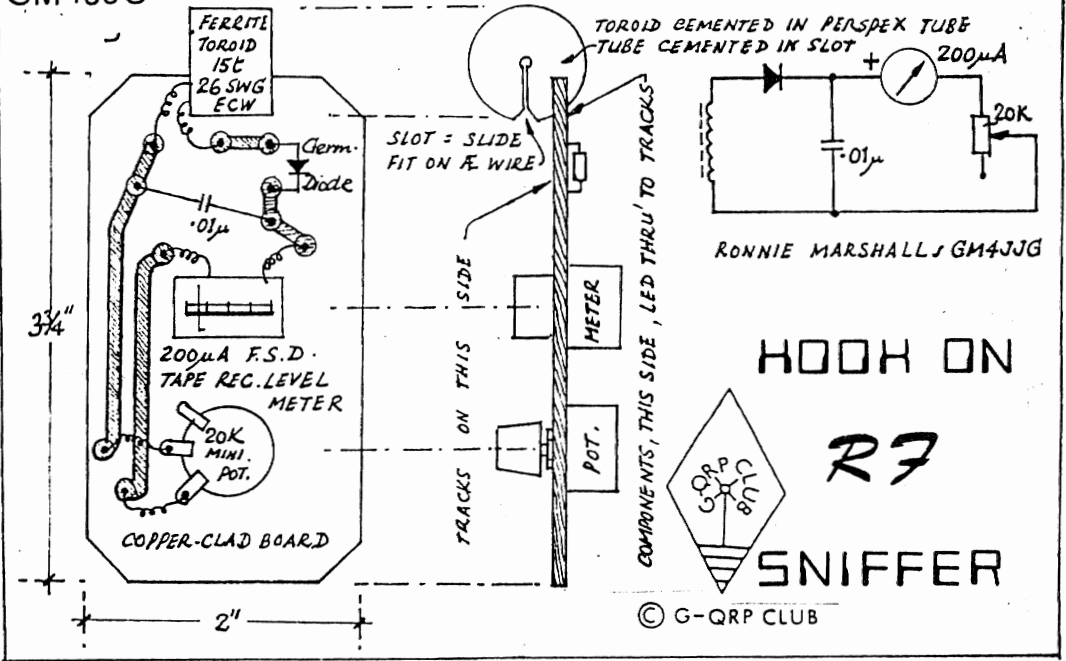 FERRITE
TOROID
15t
26 SWG
ECW
Germ.
Diode
.01µ
200µA F.S.D.
TAPE REC. LEVEL
METER
20K
MINI.
POT.
COPPER-CLAD BOARD
3¾"
2"
TOROID CEMENTED IN PERSPEX TUBE
TUBE CEMENTED IN SLOT
SLOT = SLIDE
FIT ON Æ WIRE
TRACKS ON THIS SIDE
COMPONENTS, THIS SIDE, LED THRU' TO TRACKS
METER
POT.
+
200µA
20K
.01µ
RONNIE MARSHALLS GM4JJG
HOOK ON
RF
SNIFFER
G-QRP CLUB
© G-QRP CLUB